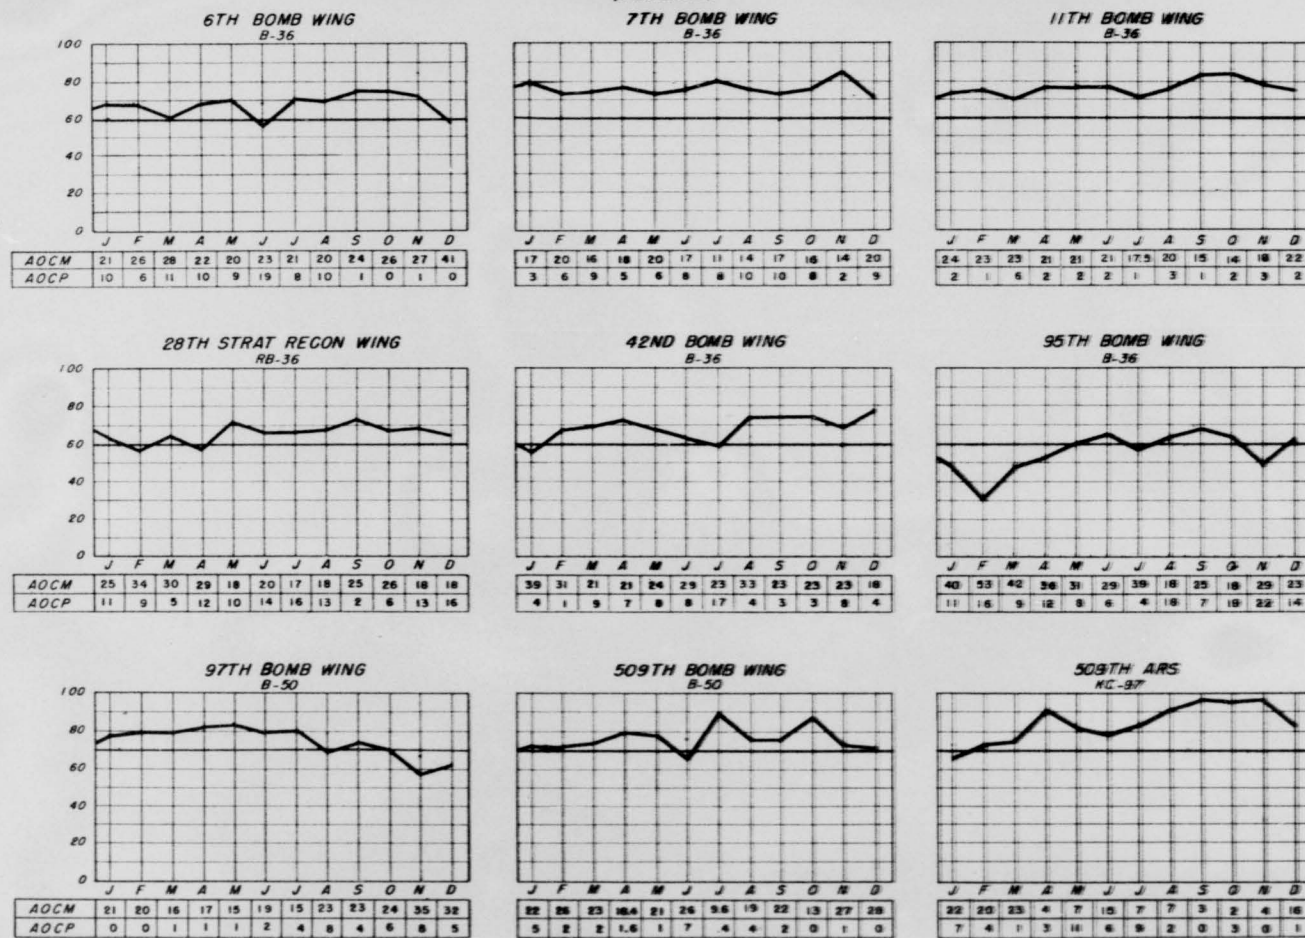 6TH BOMB WING
B-36
100
80
60
40
20
0
J F M A M J J A S O N D
AOCM 21 26 28 22 20 23 21 20 24 26 27 41
AOCP 10 6 11 10 9 19 8 10 1 0 1 0
7TH BOMB WING
B-36
J F M A M J J A S O N D
17 20 16 18 20 17 11 14 17 16 14 20
3 6 9 5 6 8 8 10 10 8 2 9
11TH BOMB WING
B-36
J F M A M J J A S O N D
24 23 23 21 21 21 17.5 20 15 14 18 22
2 1 6 2 2 2 1 3 1 2 3 2
28TH STRAT RECON WING
RB-36
100
80
60
40
20
0
J F M A M J J A S O N D
AOCM 25 34 30 29 18 20 17 18 25 26 18 18
AOCP 11 9 5 12 10 14 16 13 2 6 13 16
42ND BOMB WING
B-36
J F M A M J J A S O N D
39 31 21 21 24 29 23 33 23 23 23 18
4 1 9 7 8 8 17 4 3 3 8 4
95TH BOMB WING
B-36
J F M A M J J A S O N D
40 53 42 36 31 29 39 18 25 18 29 23
11 16 9 12 8 6 4 18 7 19 22 14
97TH BOMB WING
B-50
100
80
60
40
20
0
J F M A M J J A S O N D
AOCM 21 20 16 17 15 19 15 23 23 24 35 32
AOCP 0 0 1 1 1 2 4 8 4 6 8 5
509TH BOMB WING
B-50
J F M A M J J A S O N D
22 26 23 21 26 9.6 19 22 13 27 28
5 2 2 1.6 1 7 .4 4 2 0 1 0
509TH ARS
KC-97
J F M A M J J A S O N D
22 20 23 4 7 15 7 7 3 2 4 16
7 4 1 3 11 6 9 2 0 3 0 1